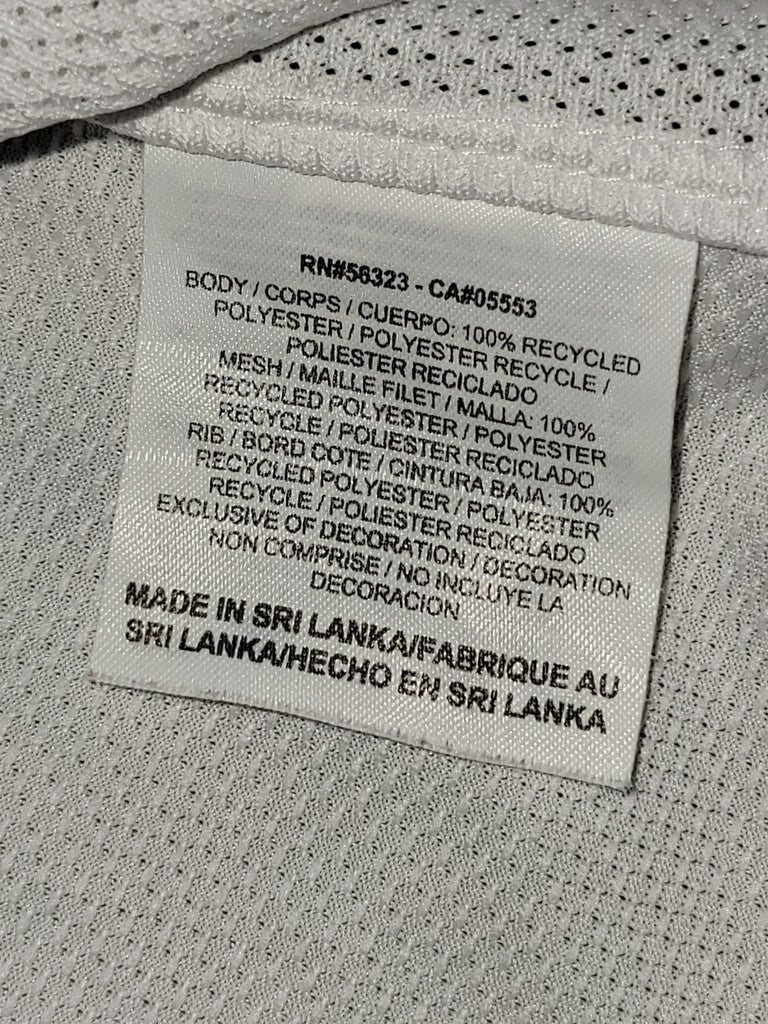 RN#56323 - CA#05553
BODY / CORPS / CUERPO: 100% RECYCLED
POLYESTER / POLYESTER RECYCLE /
POLIESTER RECICLADO
MESH / MAILLE FILET / MALLA: 100%
RECYCLED POLYESTER / POLYESTER
RECYCLE / POLIESTER RECICLADO
RIB / BORD COTE / CINTURA BAJA: 100%
RECYCLED POLYESTER / POLYESTER
RECYCLE / POLIESTER RECICLADO
EXCLUSIVE OF DECORATION / DECORATION
NON COMPRISE / NO INCLUYE LA
DECORACION
MADE IN SRI LANKA/FABRIQUE AU
SRI LANKA/HECHO EN SRI LANKA